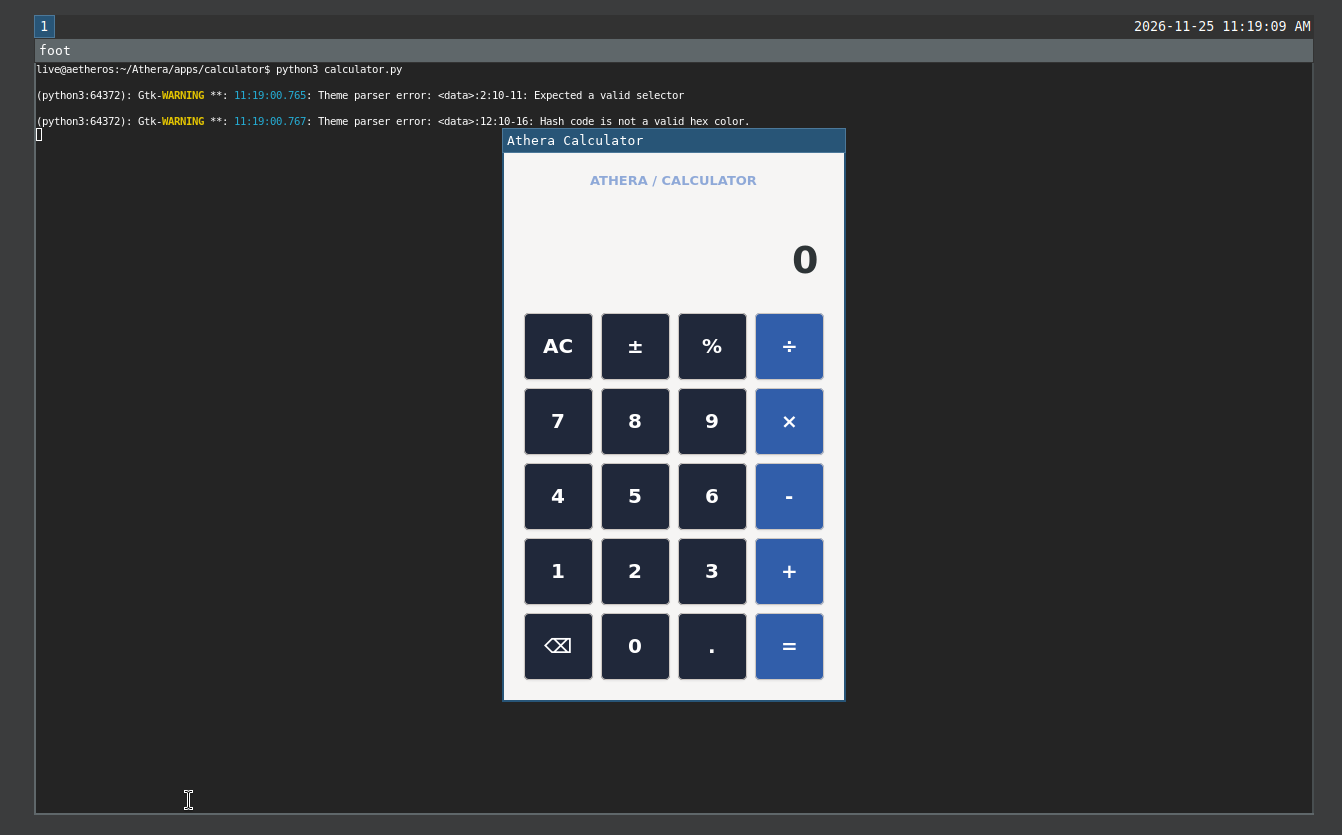 1
2026-11-25 11:19:09 AM
foot
live@aetheros:~/Athera/apps/calculator$ python3 calculator.py
(python3:64372): Gtk-WARNING **: 11:19:00.765: Theme parser error: <data>:2:10-11: Expected a valid selector
(python3:64372): Gtk-WARNING **: 11:19:00.767: Theme parser error: <data>:12:10-16: Hash code is not a valid hex color.
Athera Calculator
ATHERA / CALCULATOR
0
AC ± % ÷
7 8 9 ×
4 5 6 -
1 2 3 +
⌫ 0 . =